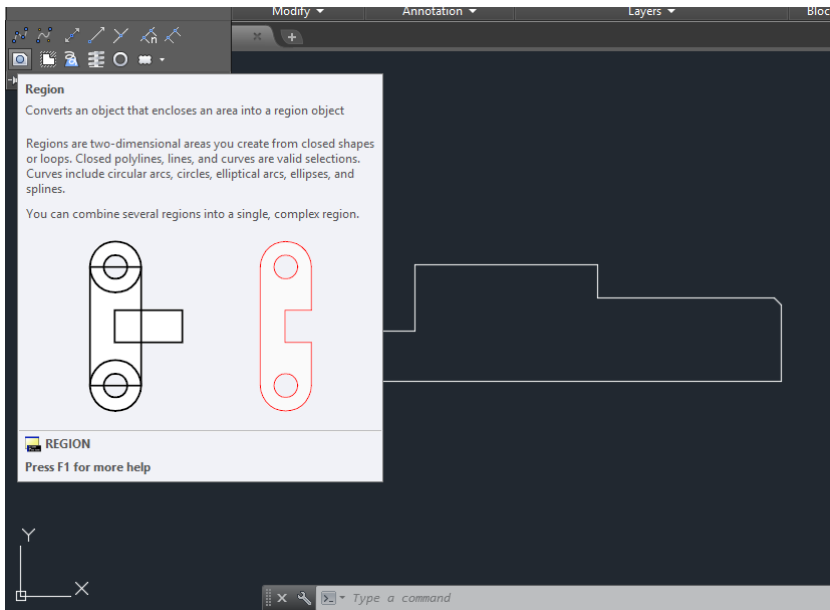 Modify Annotation Layers Bloc
Region
Converts an object that encloses an area into a region object
Regions are two-dimensional areas you create from closed shapes
or loops. Closed polylines, lines, and curves are valid selections.
Curves include circular arcs, circles, elliptical arcs, ellipses, and
splines.
You can combine several regions into a single, complex region.
REGION
Press F1 for more help
Y
X
Type a command